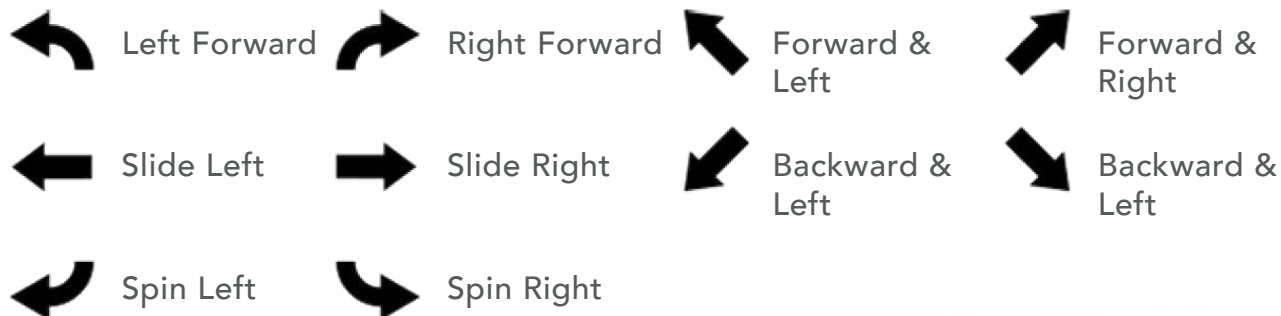 Left Forward
Right Forward
Forward &
Left
Forward &
Right
Slide Left
Slide Right
Backward &
Left
Backward &
Left
Spin Left
Spin Right